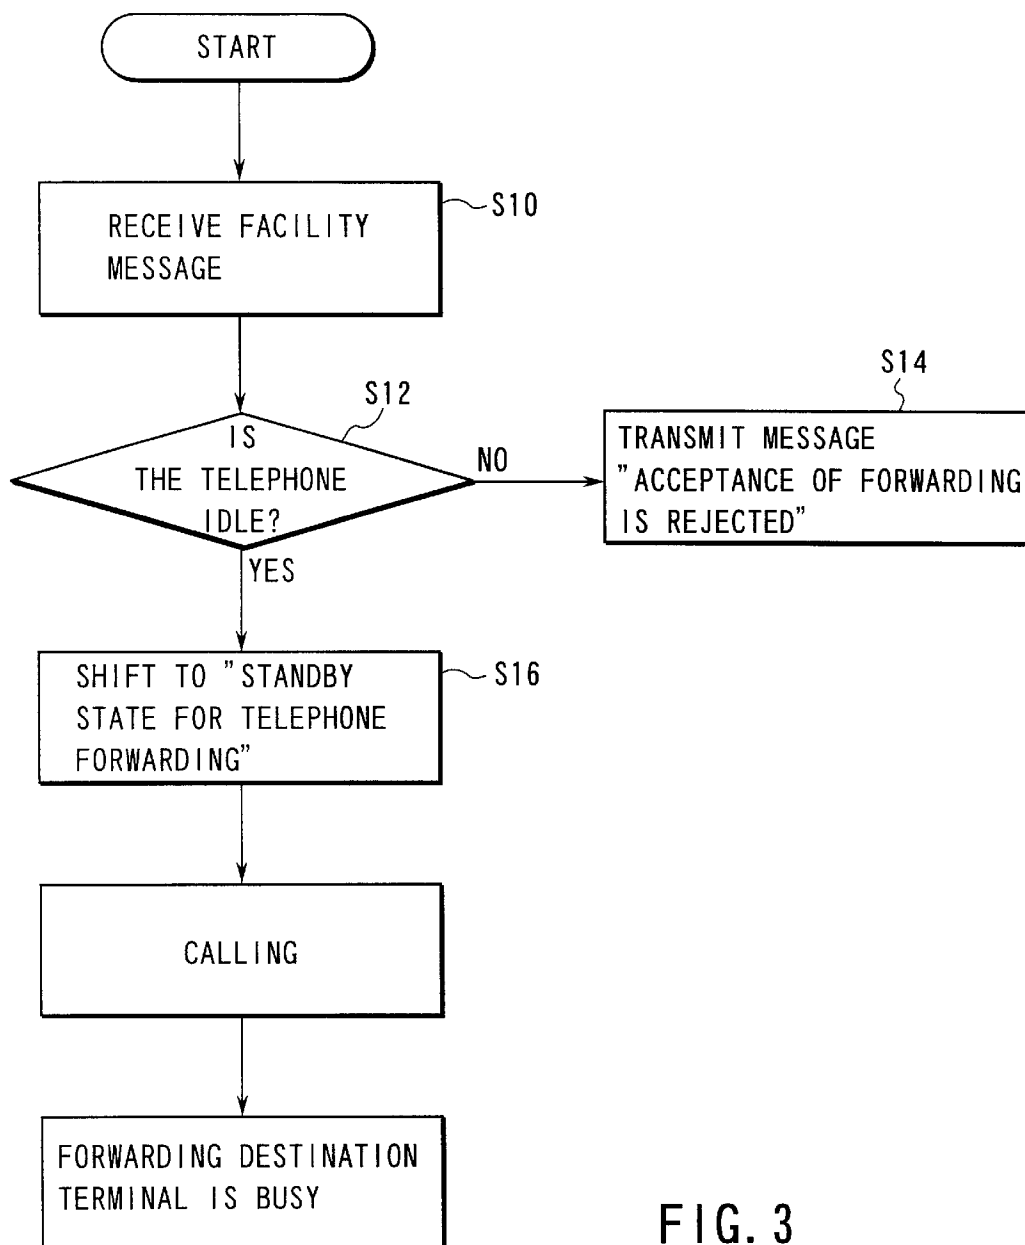 START
RECEIVE FACILITY
MESSAGE
S10
IS
THE TELEPHONE
IDLE?
S12
NO
S14
TRANSMIT MESSAGE
"ACCEPTANCE OF FORWARDING
IS REJECTED"
YES
SHIFT TO "STANDBY
STATE FOR TELEPHONE
FORWARDING"
S16
CALLING
FORWARDING DESTINATION
TERMINAL IS BUSY
FIG. 3